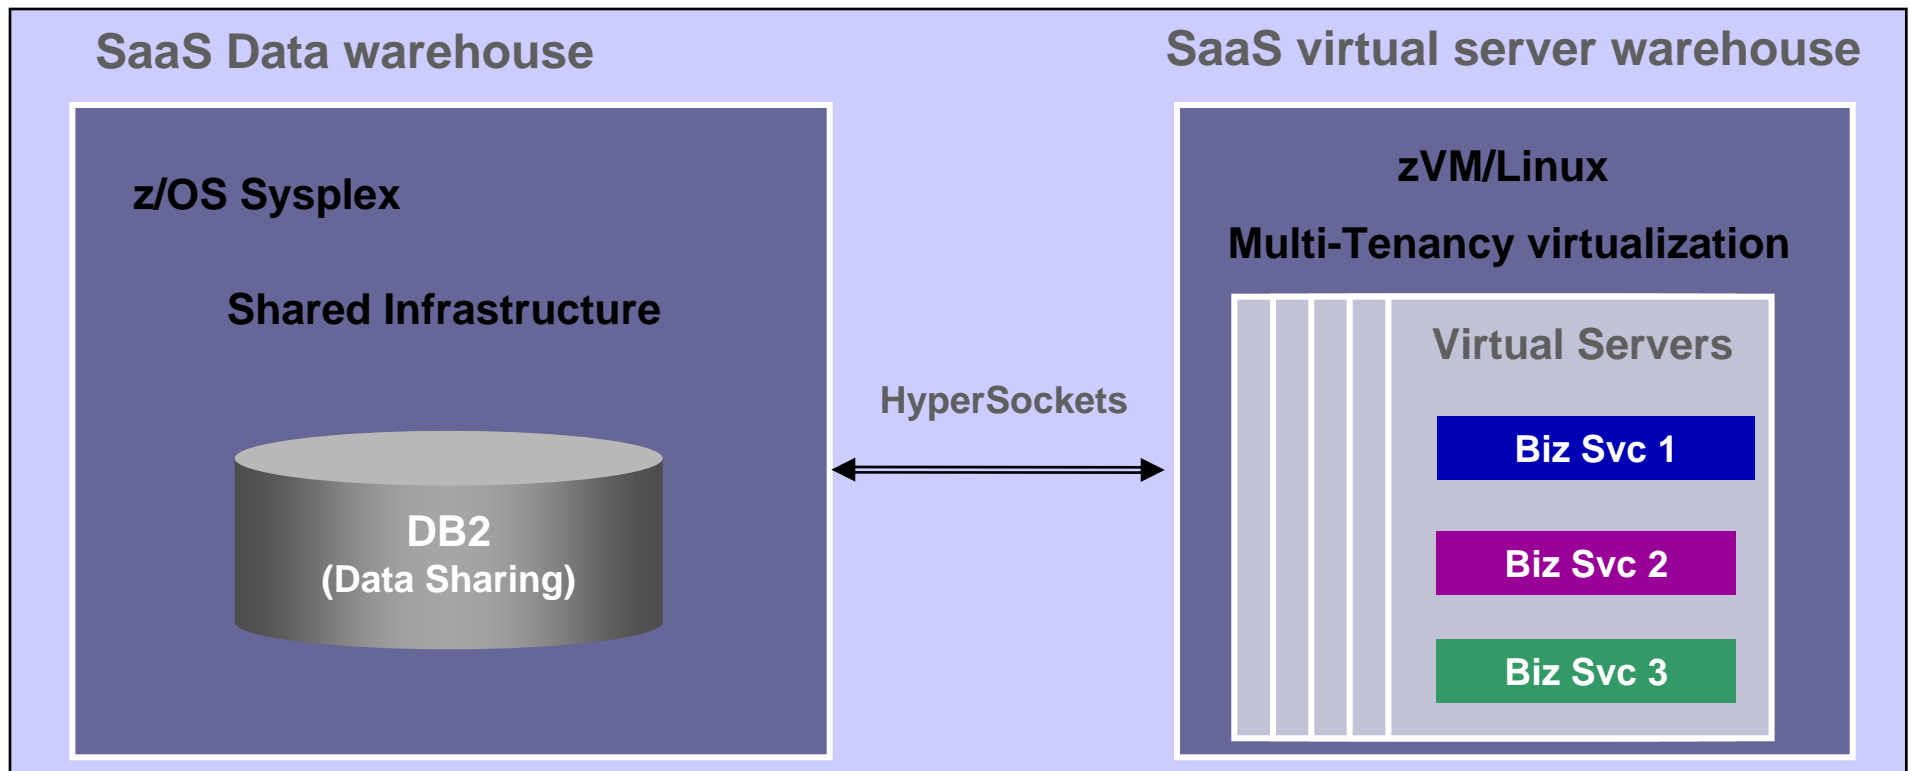 SaaS Data warehouse
z/OS Sysplex
Shared Infrastructure
DB2
(Data Sharing)
HyperSockets
SaaS virtual server warehouse
zVM/Linux
Multi-Tenancy virtualization
Virtual Servers
Biz Svc 1
Biz Svc 2
Biz Svc 3